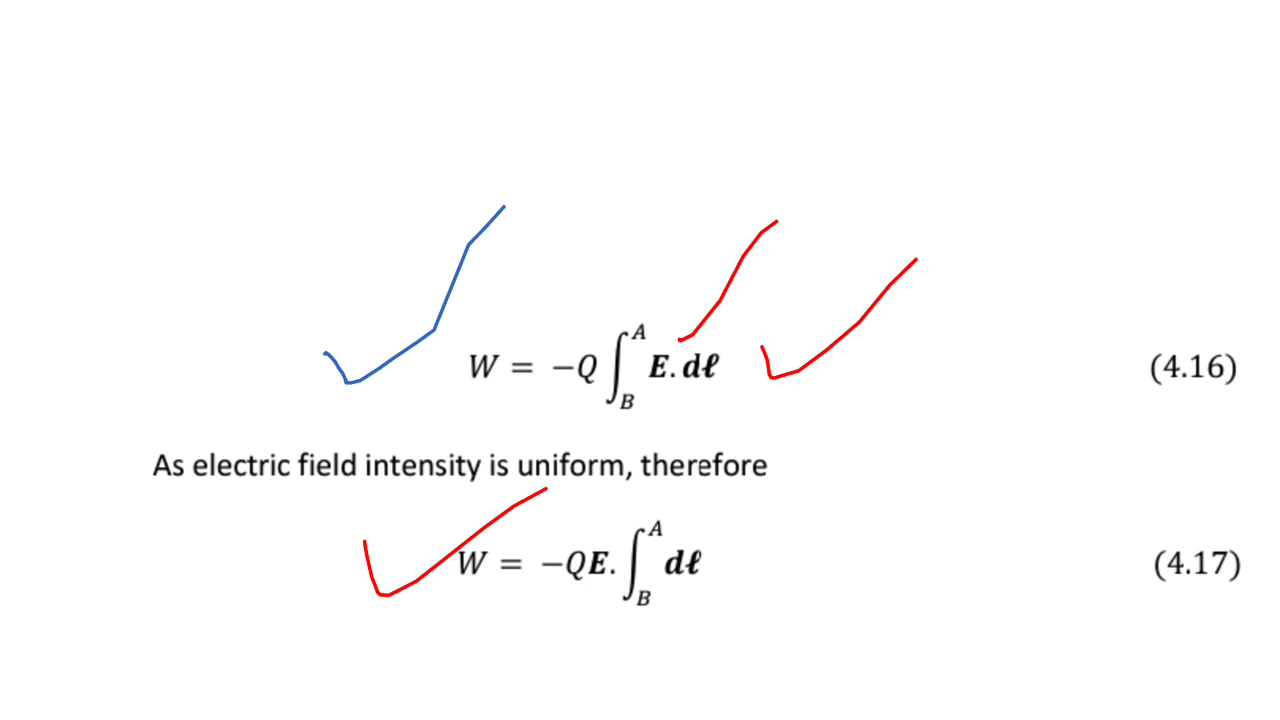 W = −Q ∫_B^A E. dℓ (4.16)
As electric field intensity is uniform, therefore
W = −QE. ∫_B^A dℓ (4.17)